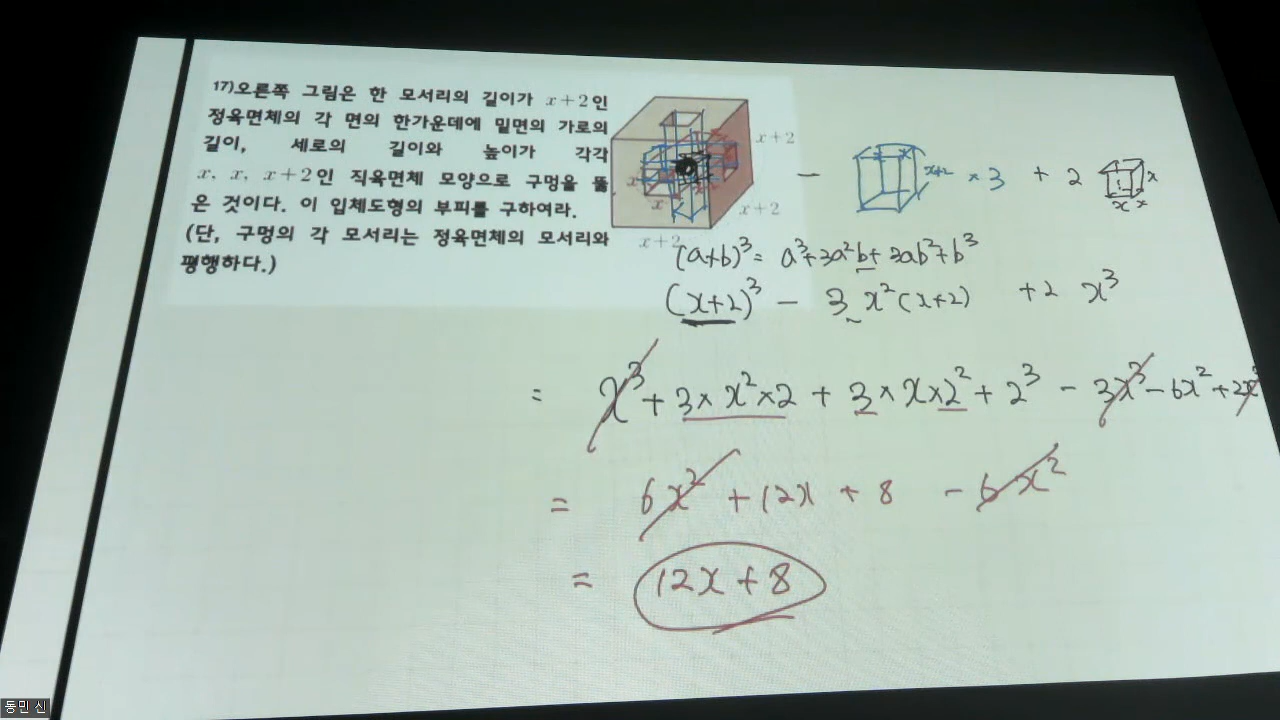 17)오른쪽 그림은 한 모서리의 길이가 x+2인
정육면체의 각 면의 한가운데에 밑면의 가로의
길이, 세로의 길이와 높이가 각각
x, x, x+2인 직육면체 모양으로 구멍을 뚫
은 것이다. 이 입체도형의 부피를 구하여라.
(단, 구멍의 각 모서리는 정육면체의 모서리와
평행하다.)
x+2
x+2
x+2
x
x
- x x x+2 × 3 + 2 x x x
(a+b)³= a³+3a²b+3ab²+b³
(x+2)³ - 3 x²(x+2) +2 x³
= x³+3×x²×2 + 3×x×2²+2³ - 3x³-6x²+2x³
= 6x² +12x + 8 - 6x²
= 12x+8
동민 신